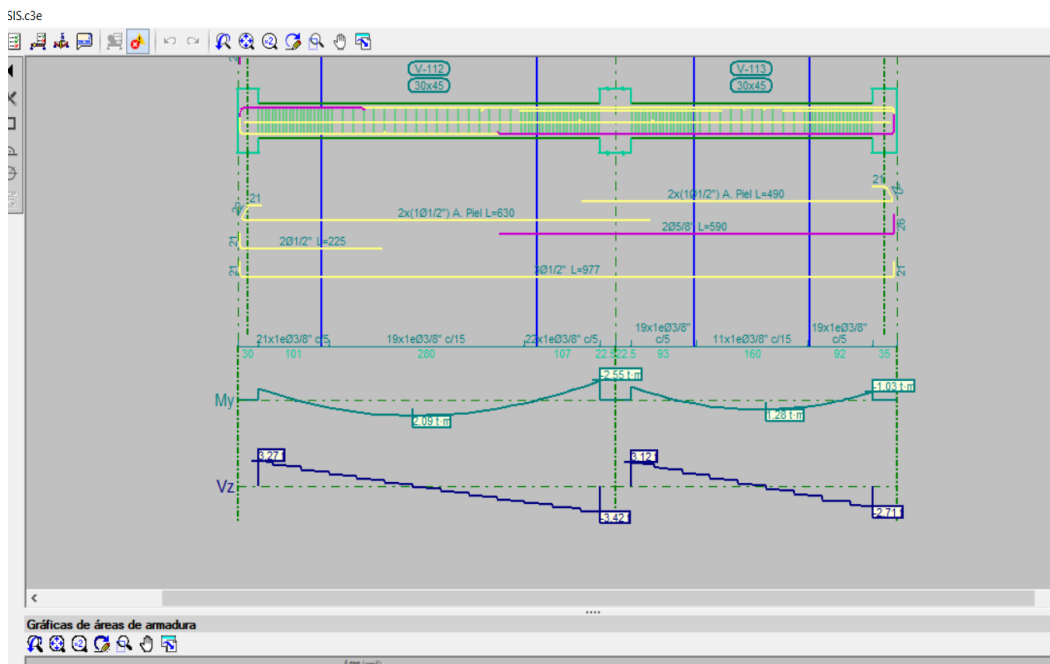 SIS.c3e
V-112
V-113
30x45
30x45
21
2x(1Ø1/2") A. Piel L=490
21
2x(1Ø1/2") A. Piel L=630
2Ø5/8" L=590
26
21
2Ø1/2" L=225
21
3Ø1/2" L=977
21
19x1eØ3/8"
19x1eØ3/8"
21x1eØ3/8" c/5
19x1eØ3/8" c/15
22x1eØ3/8" c/5
c/5
11x1eØ3/8" c/15
c/5
30
101
280
107
22.5
22.5
93
160
92
35
-2.55 t·m
-1.03 t·m
My
2.09 t·m
1.28 t·m
3.27 t
3.12 t
Vz
-3.42 t
-2.71 t
Gráficas de áreas de armadura